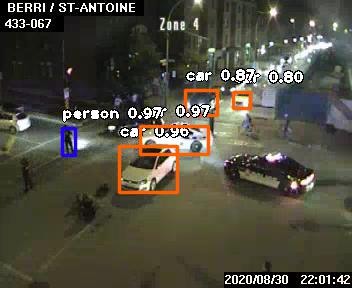 BERRI / ST-ANTOINE
433-067
Zone 4
car 0.87
0.80
person 0.97
0.97
car 0.96
2020/08/30 22:01:42